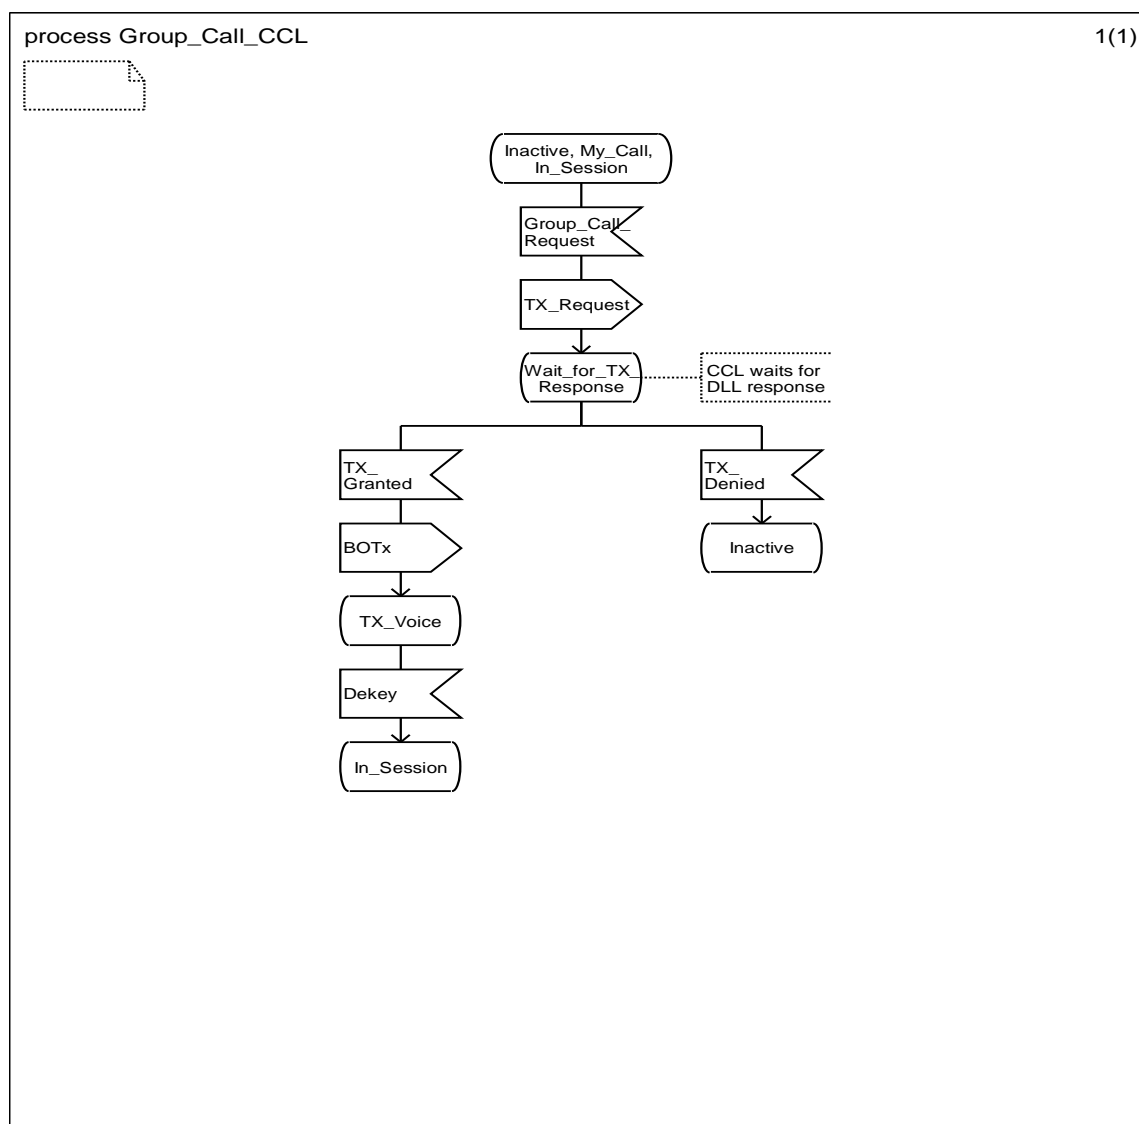 process Group_Call_CCL
1(1)
Inactive, My_Call,
In_Session
Group_Call_
Request
TX_Request
Wait_for_TX_
Response
CCL waits for
DLL response
TX_
Granted
TX_
Denied
BOTx
Inactive
TX_Voice
Dekey
In_Session